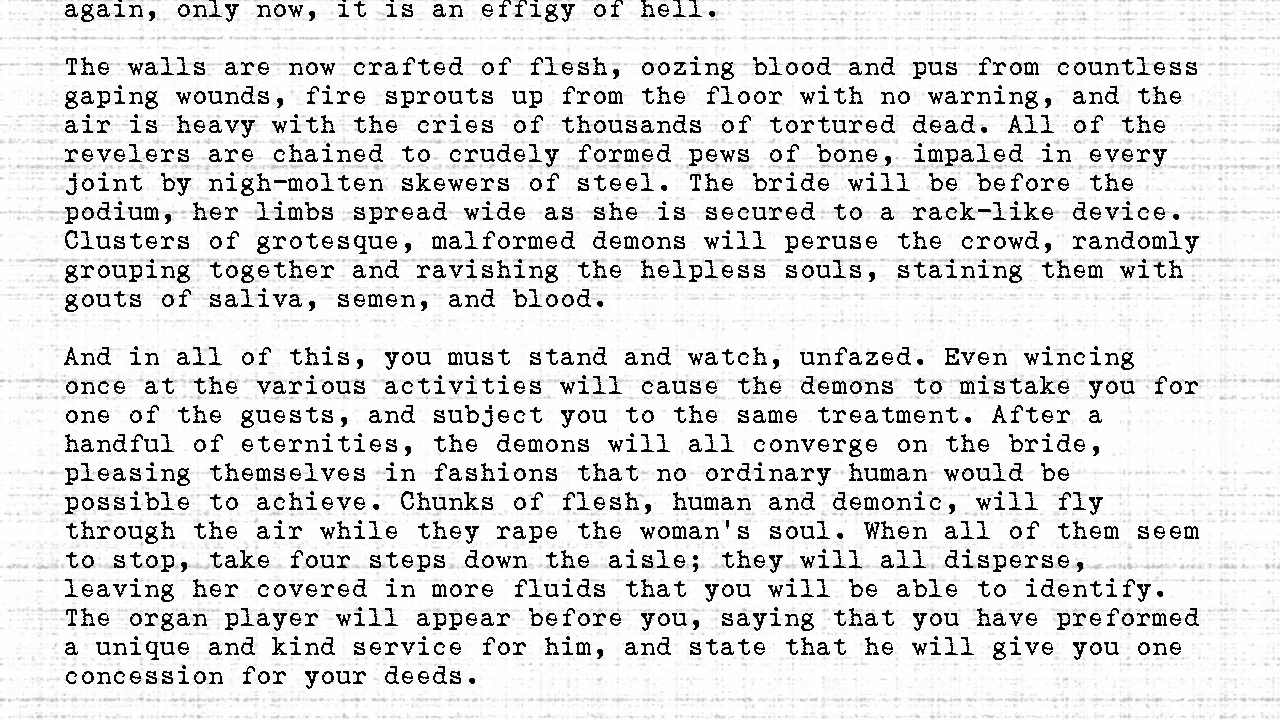 again, only now, it is an effigy of hell.
The walls are now crafted of flesh, oozing blood and pus from countless
gaping wounds, fire sprouts up from the floor with no warning, and the
air is heavy with the cries of thousands of tortured dead. All of the
revelers are chained to crudely formed pews of bone, impaled in every
joint by nigh-molten skewers of steel. The bride will be before the
podium, her limbs spread wide as she is secured to a rack-like device.
Clusters of grotesque, malformed demons will peruse the crowd, randomly
grouping together and ravishing the helpless souls, staining them with
gouts of saliva, semen, and blood.
And in all of this, you must stand and watch, unfazed. Even wincing
once at the various activities will cause the demons to mistake you for
one of the guests, and subject you to the same treatment. After a
handful of eternities, the demons will all converge on the bride,
pleasing themselves in fashions that no ordinary human would be
possible to achieve. Chunks of flesh, human and demonic, will fly
through the air while they rape the woman's soul. When all of them seem
to stop, take four steps down the aisle; they will all disperse,
leaving her covered in more fluids that you will be able to identify.
The organ player will appear before you, saying that you have preformed
a unique and kind service for him, and state that he will give you one
concession for your deeds.